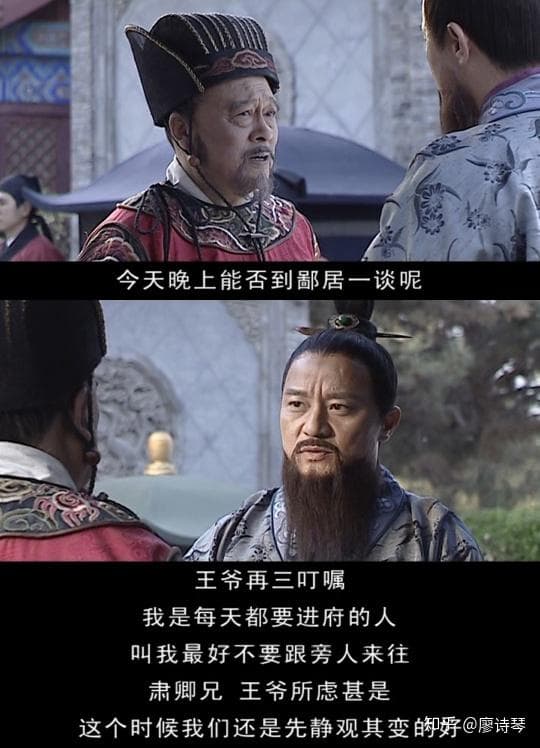 今天晚上能否到鄙居一谈呢
王爷再三叮嘱
我是每天都要进府的人
叫我最好不要跟旁人来往
肃卿兄 王爷所虑甚是
这个时候我们还是先静观其变的好
知乎 @廖诗琴